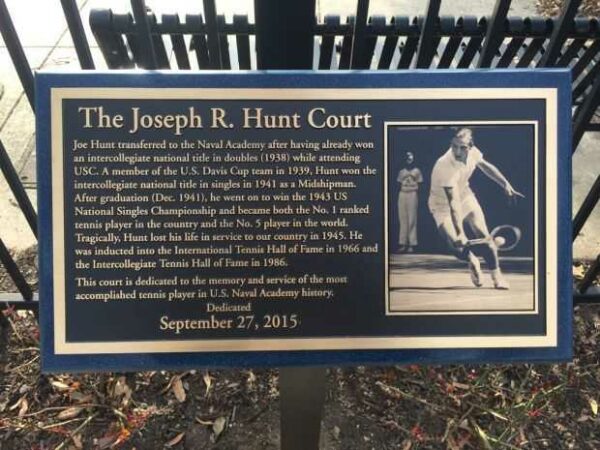 The Joseph R. Hunt Court
Joe Hunt transferred to the Naval Academy after having already won
an intercollegiate national title in doubles (1938) while attending
USC. A member of the U.S. Davis Cup team in 1939, Hunt won the
intercollegiate national title in singles in 1941 as a Midshipman.
After graduation (Dec. 1941), he went on to win the 1943 US
National Singles Championship and became both the No. 1 ranked
tennis player in the country and the No. 5 player in the world.
Tragically, Hunt lost his life in service to our country in 1945. He
was inducted into the International Tennis Hall of Fame in 1966 and
the Intercollegiate Tennis Hall of Fame in 1986.
This court is dedicated to the memory and service of the most
accomplished tennis player in U.S. Naval Academy history.
Dedicated
September 27, 2015